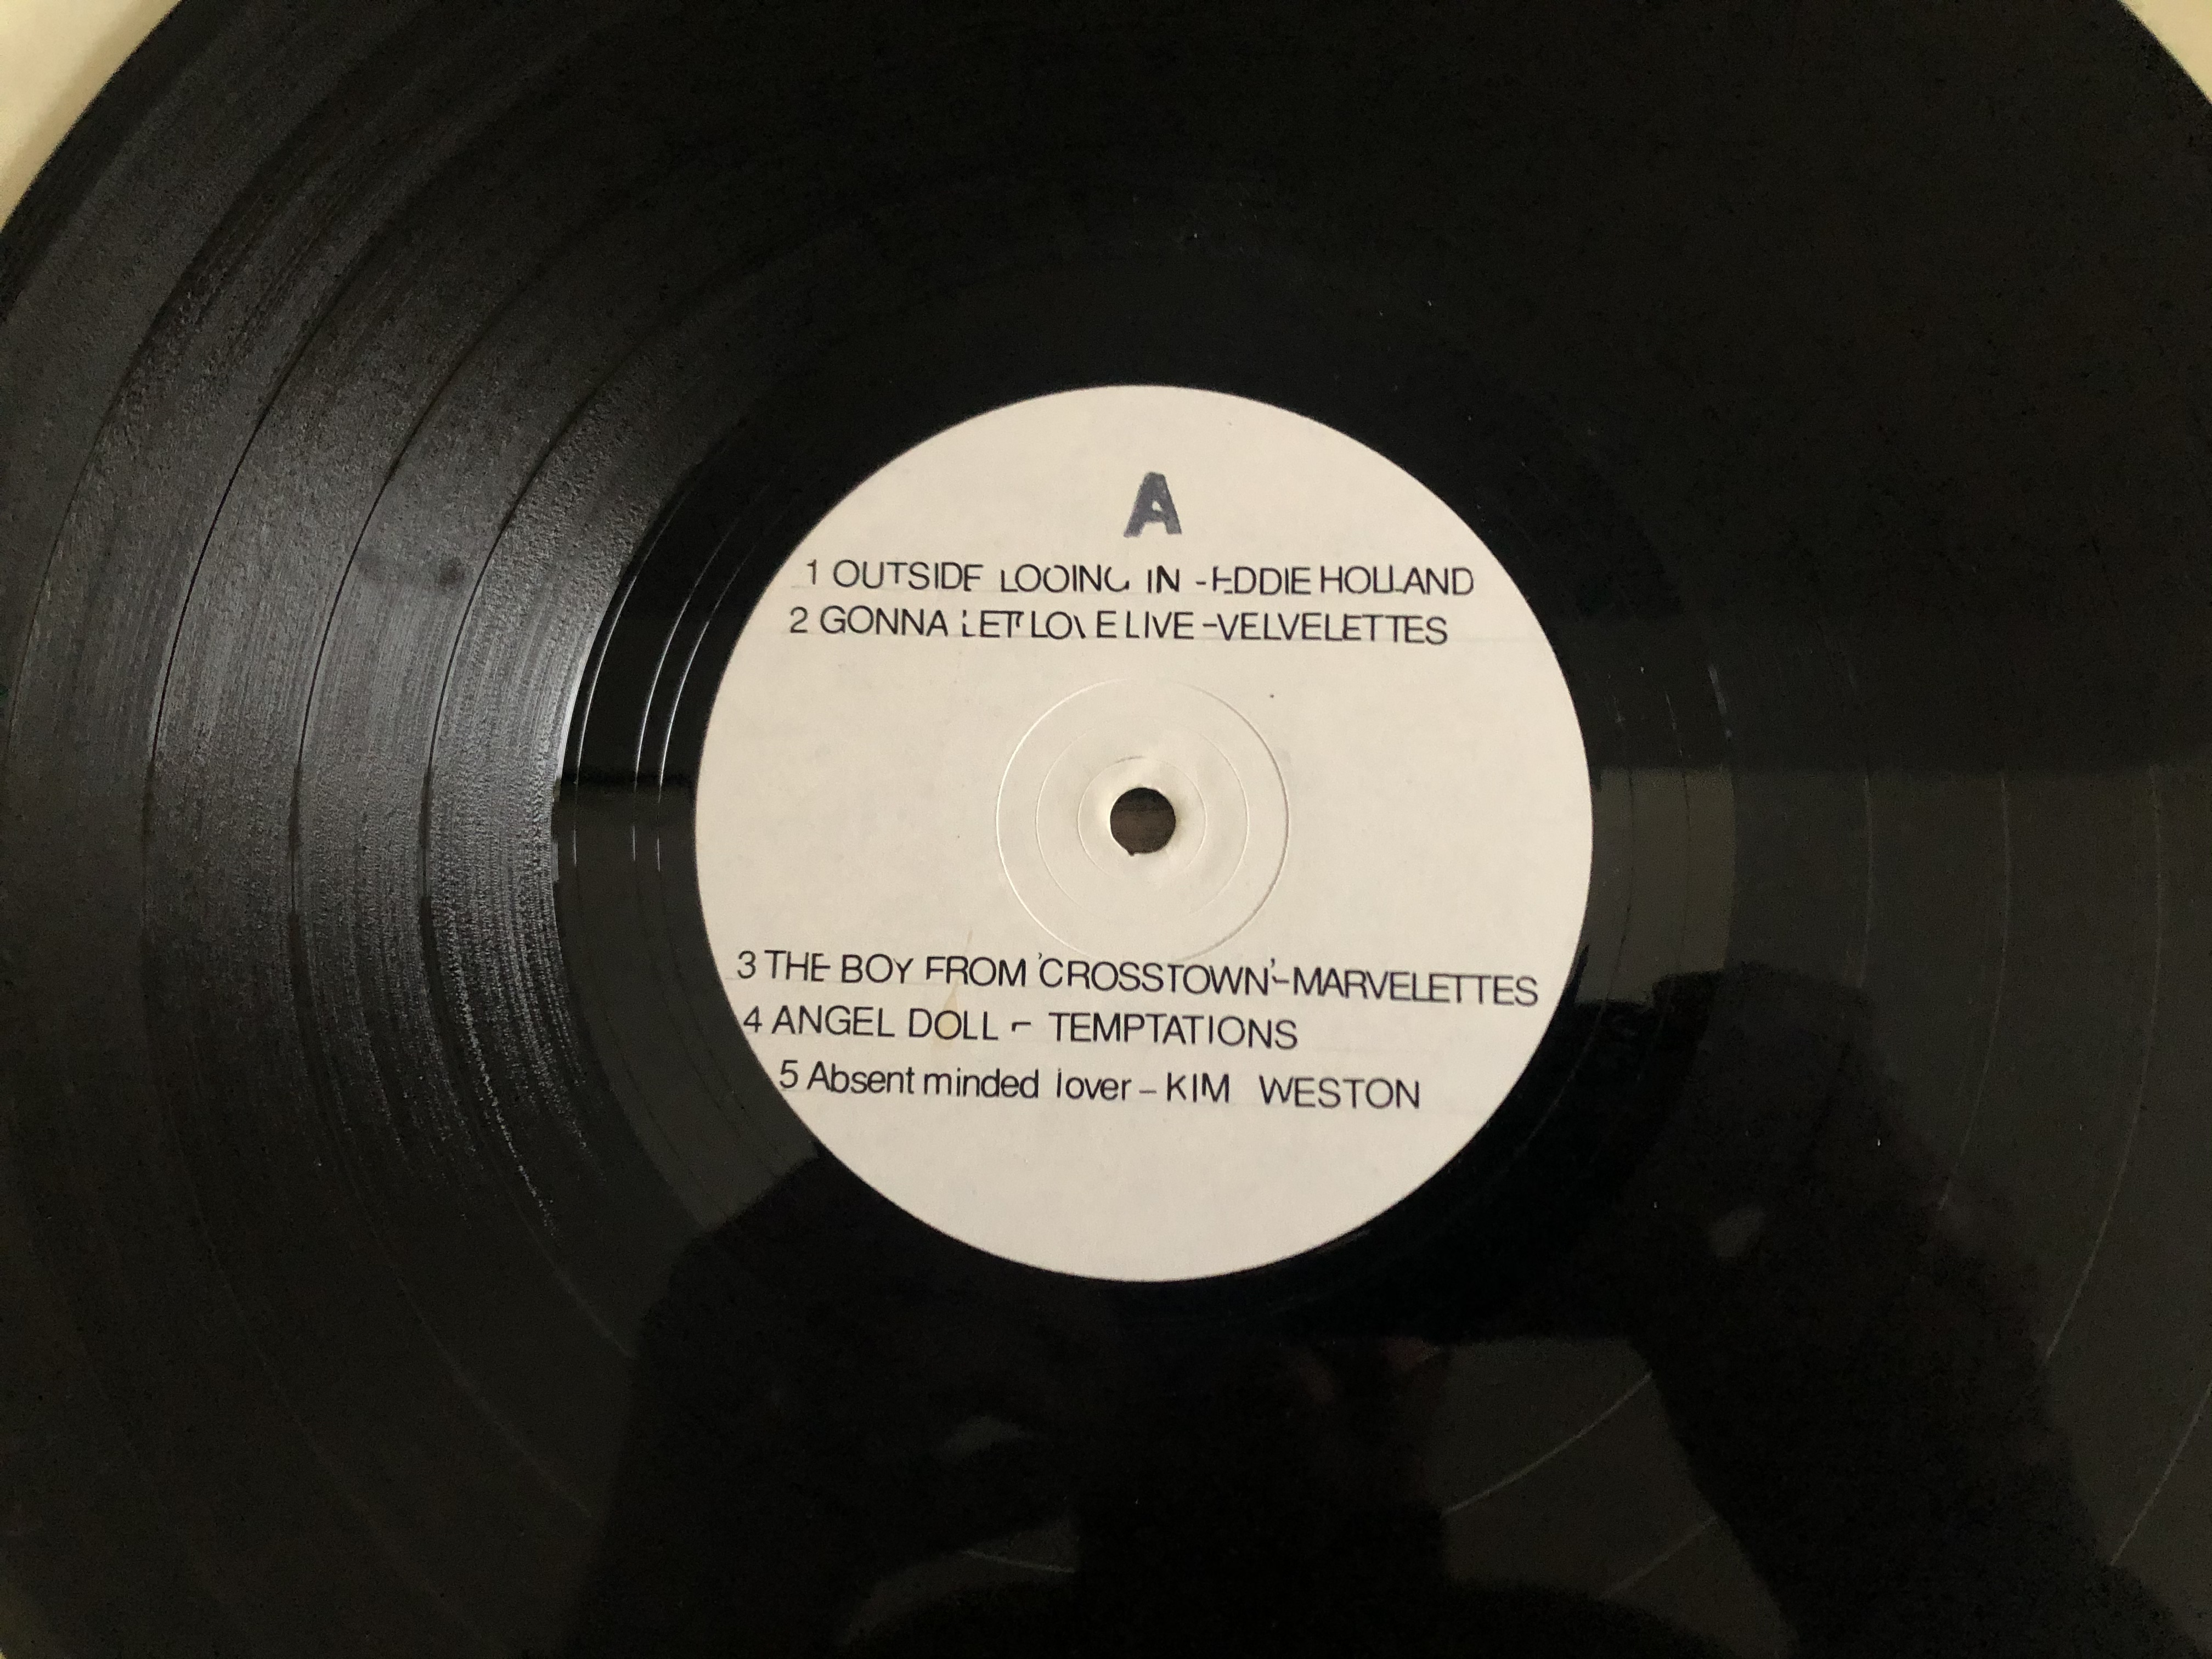 A
1 OUTSIDE LOOING IN - EDDIE HOLLAND
2 GONNA LET LOVE LIVE - VELVELETTES
3 THE BOY FROM 'CROSSTOWN' - MARVELETTES
4 ANGEL DOLL - TEMPTATIONS
5 Absent minded lover - KIM WESTON